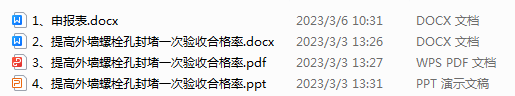 1、申报表.docx 2023/3/6 10:31 DOCX 文档
2、提高外墙螺栓孔封堵一次验收合格率.docx 2023/3/3 13:26 DOCX 文档
3、提高外墙螺栓孔封堵一次验收合格率.pdf 2023/3/3 13:27 WPS PDF 文档
4、提高外墙螺栓孔封堵一次验收合格率.ppt 2023/3/3 13:31 PPT 演示文稿